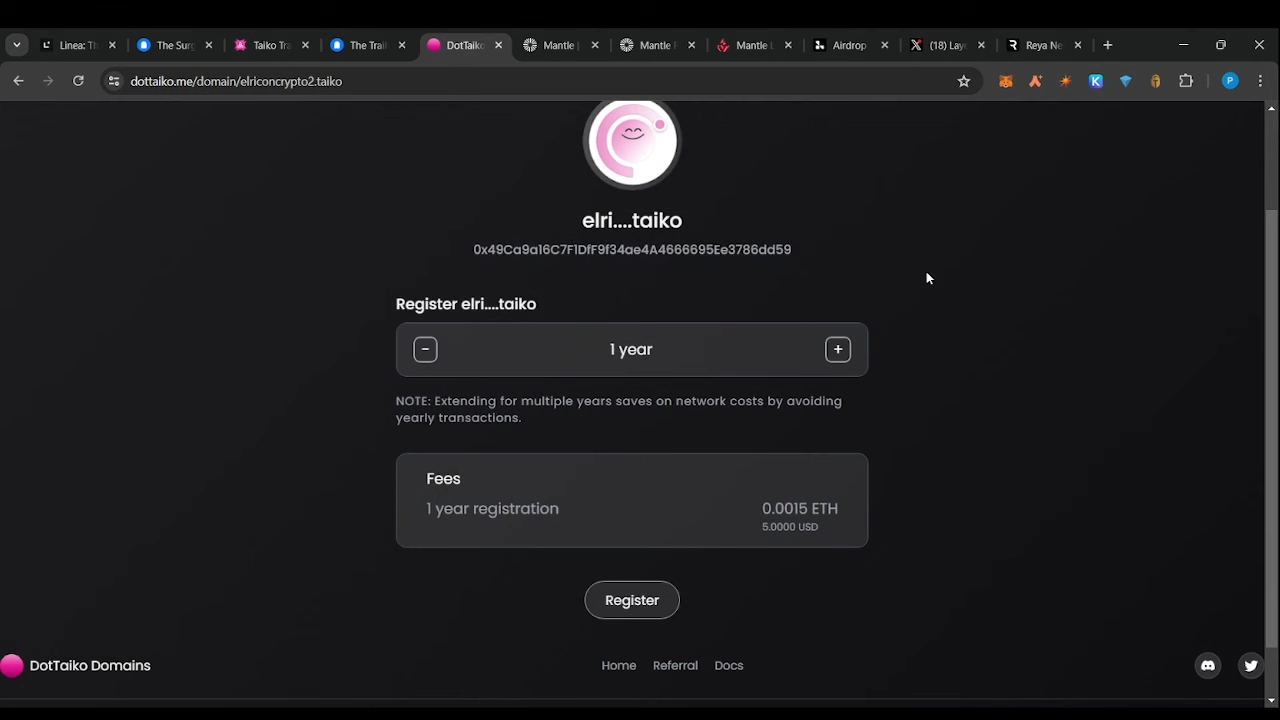 Linea: Th
The Surg
Taiko Tra
The Trail
DotTaiko
Mantle |
Mantle R
Mantle L
Airdrop
(18) Laye
Reya Ne
dottaiko.me/domain/elriconcrypto2.taiko
P
elri....taiko
0x49Ca9a16C7F1DfF9f34ae4A4666695Ee3786dd59
Register elri....taiko
1 year
NOTE: Extending for multiple years saves on network costs by avoiding
yearly transactions.
Fees
1 year registration
0.0015 ETH
5.0000 USD
Register
DotTaiko Domains
Home
Referral
Docs